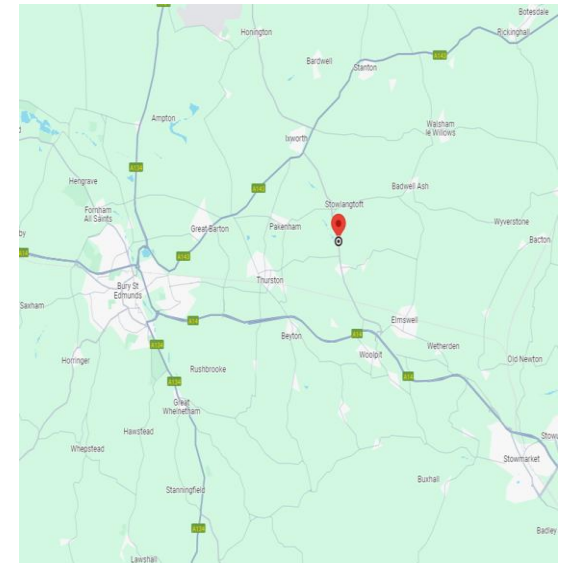 Botesdale
Honington
Rickinghall
Bardwell
A143
Stanton
Ampton
Walsham
le Willows
Ixworth
A134
Hengrave
A143
Badwell Ash
Stowlangtoft
Fornham
All Saints
Great Barton
Pakenham
Wyverstone
Bacton
A14
A143
Thurston
Bury St
Edmunds
Saxham
A14
Elmswell
Beyton
A14
A134
Wetherden
Woolpit
Old Newton
Horringer
Rushbrooke
A14
A134
Great
Whelnetham
Hawstead
Stowu
Whepstead
Stowmarket
Buxhall
Stanningfield
A134
Badley
Lawshall